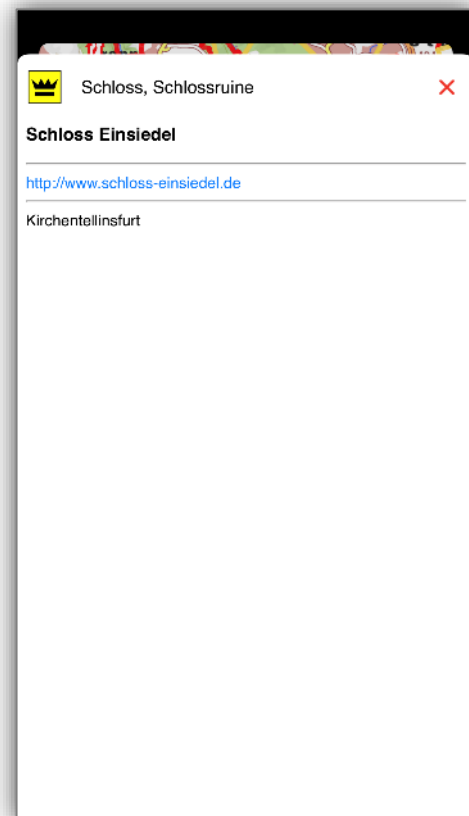 Schloss, Schlossruine
Schloss Einsiedel
http://www.schloss-einsiedel.de
Kirchentellinsfurt